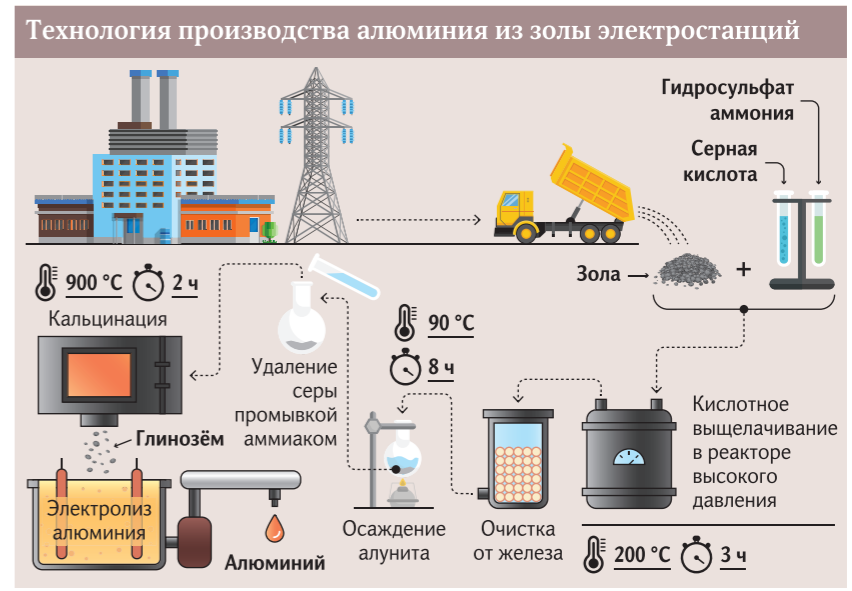 Технология производства алюминия из золы электростанций
Гидросульфат
аммония
Серная
кислота
Зола
+
900 °C
2 ч
Кальцинация
90 °C
8 ч
Удаление
серы
промывкой
аммиаком
Кислотное
выщелачивание
в реакторе
высокого
давления
Глинозём
Электролиз
алюминия
Алюминий
Осаждение
алунита
Очистка
от железа
200 °C
3 ч